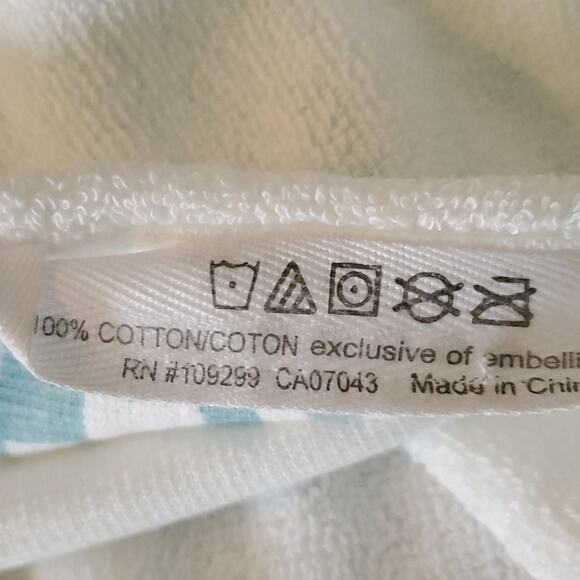 100% COTTON/COTON exclusive of
RN #109299 CA07043 Made in